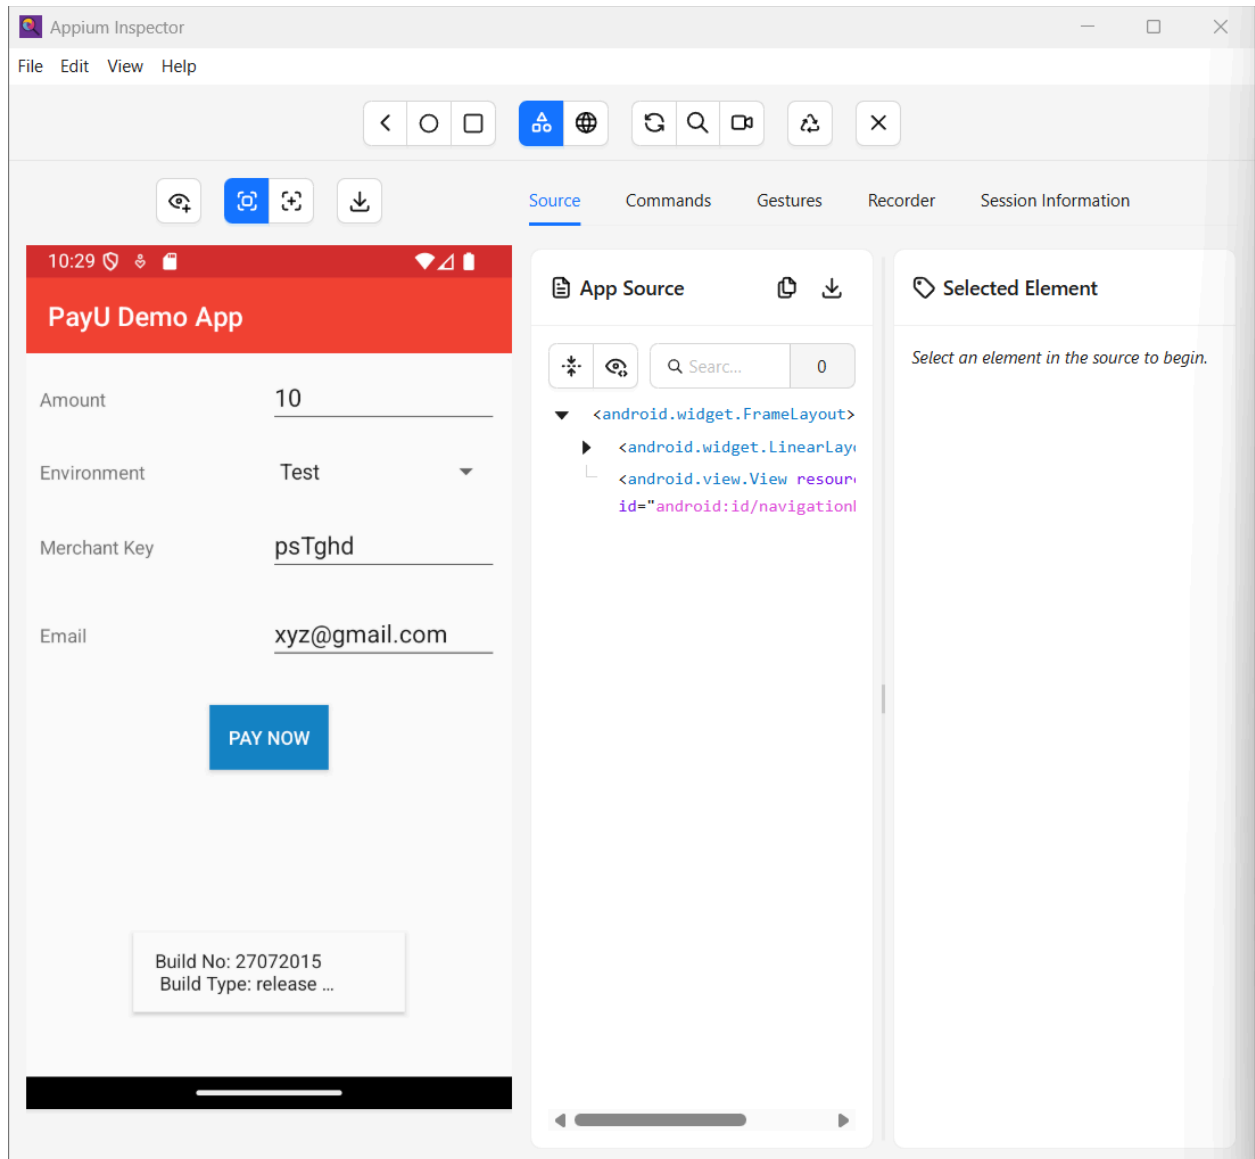 Appium Inspector
File Edit View Help
Source Commands Gestures Recorder Session Information
10:29
PayU Demo App
Amount 10
Environment Test
Merchant Key psTghd
Email xyz@gmail.com
PAY NOW
Build No: 27072015
Build Type: release ...
App Source
Searc... 0
<android.widget.FrameLayout>
<android.widget.LinearLay
<android.view.View resour
id="android:id/navigation
Selected Element
Select an element in the source to begin.